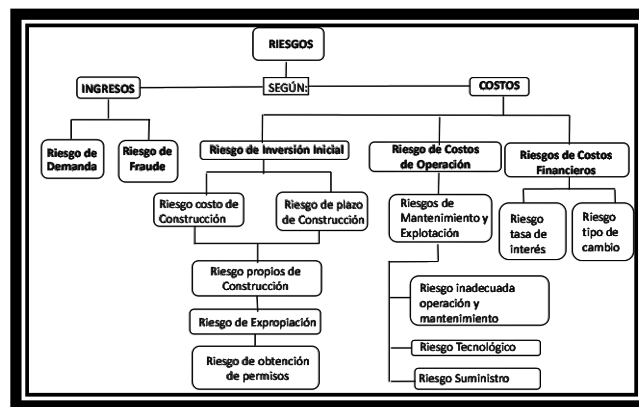 RIESGOS
INGRESOS
SEGÚN:
COSTOS
Riesgo de
Demanda
Riesgo de
Fraude
Riesgo de Inversión Inicial
Riesgo de Costos
de Operación
Riesgos de Costos
Financieros
Riesgo costo de
Construcción
Riesgo de plazo
de Construcción
Riesgos de
Mantenimiento y
Explotación
Riesgo
tasa de
interés
Riesgo
tipo de
cambio
Riesgo propios de
Construcción
Riesgo de Expropiación
Riesgo de obtención
de permisos
Riesgo inadecuada
operación y
mantenimiento
Riesgo Tecnológico
Riesgo Suministro